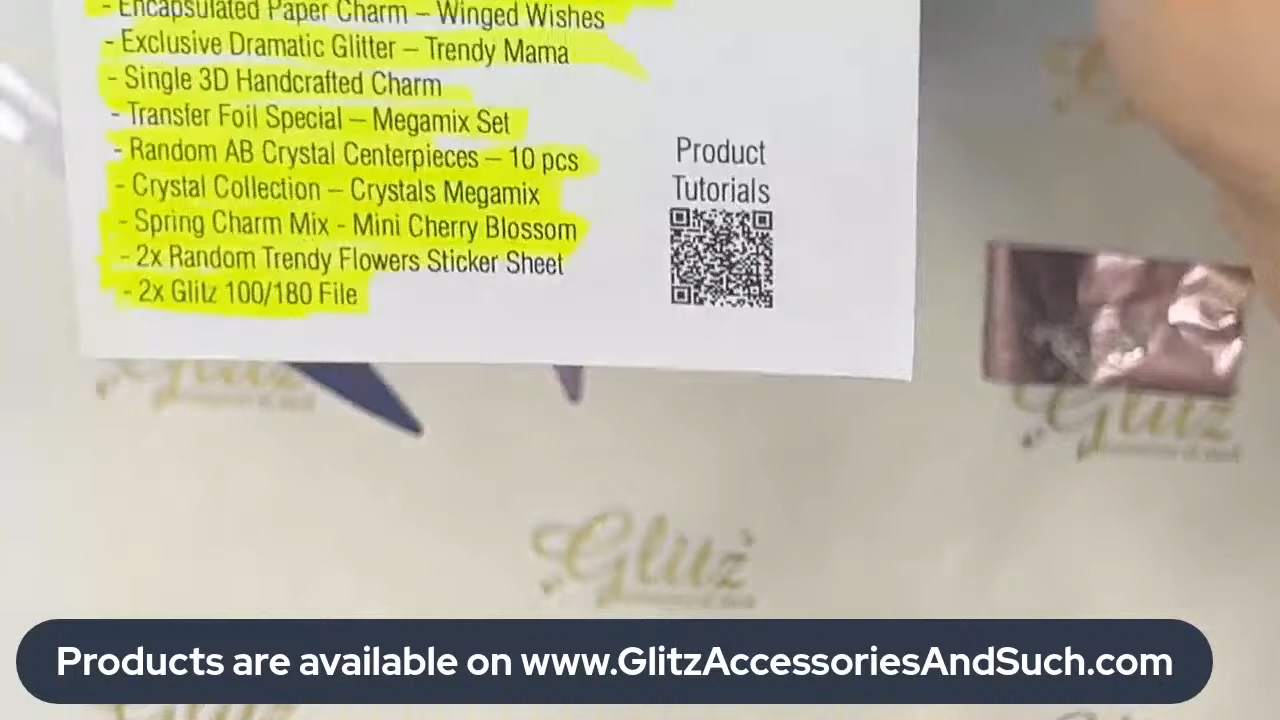 - Encapsulated Paper Charm – Winged Wishes
- Exclusive Dramatic Glitter – Trendy Mama
- Single 3D Handcrafted Charm
- Transfer Foil Special – Megamix Set
- Random AB Crystal Centerpieces – 10 pcs
- Crystal Collection – Crystals Megamix
- Spring Charm Mix - Mini Cherry Blossom
- 2x Random Trendy Flowers Sticker Sheet
- 2x Glitz 100/180 File
Product
Tutorials
Glitz
Glitz
Glitz
Products are available on www.GlitzAccessoriesAndSuch.com